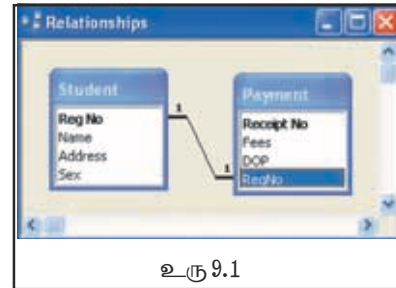 Relationships
Student
Reg No
Name
Address
Sex
1
1
Payment
Receipt No
Fees
DOP
RegNo
உரு 9.1